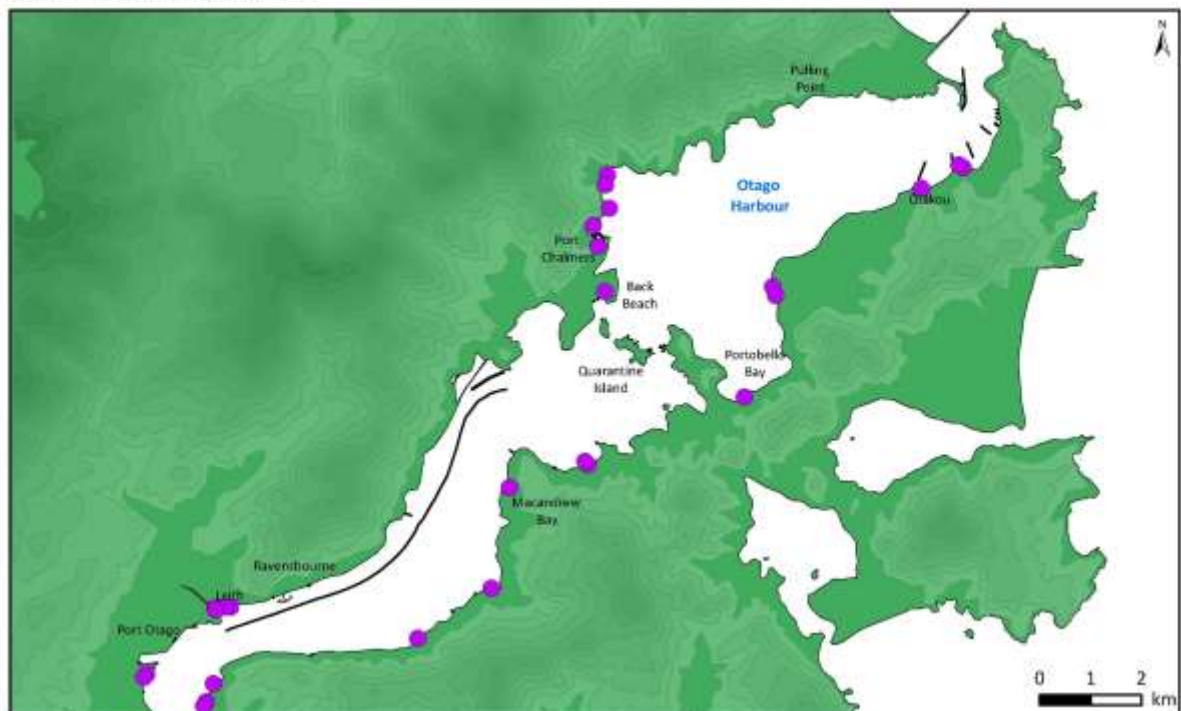 N
Pulling
Point
Otago
Harbour
Otakou
Port
Chalmers
Back
Beach
Quarantine
Island
Portobello
Bay
Macandrew
Bay
Ravensbourne
Leith
Port Otago
0 1 2
km